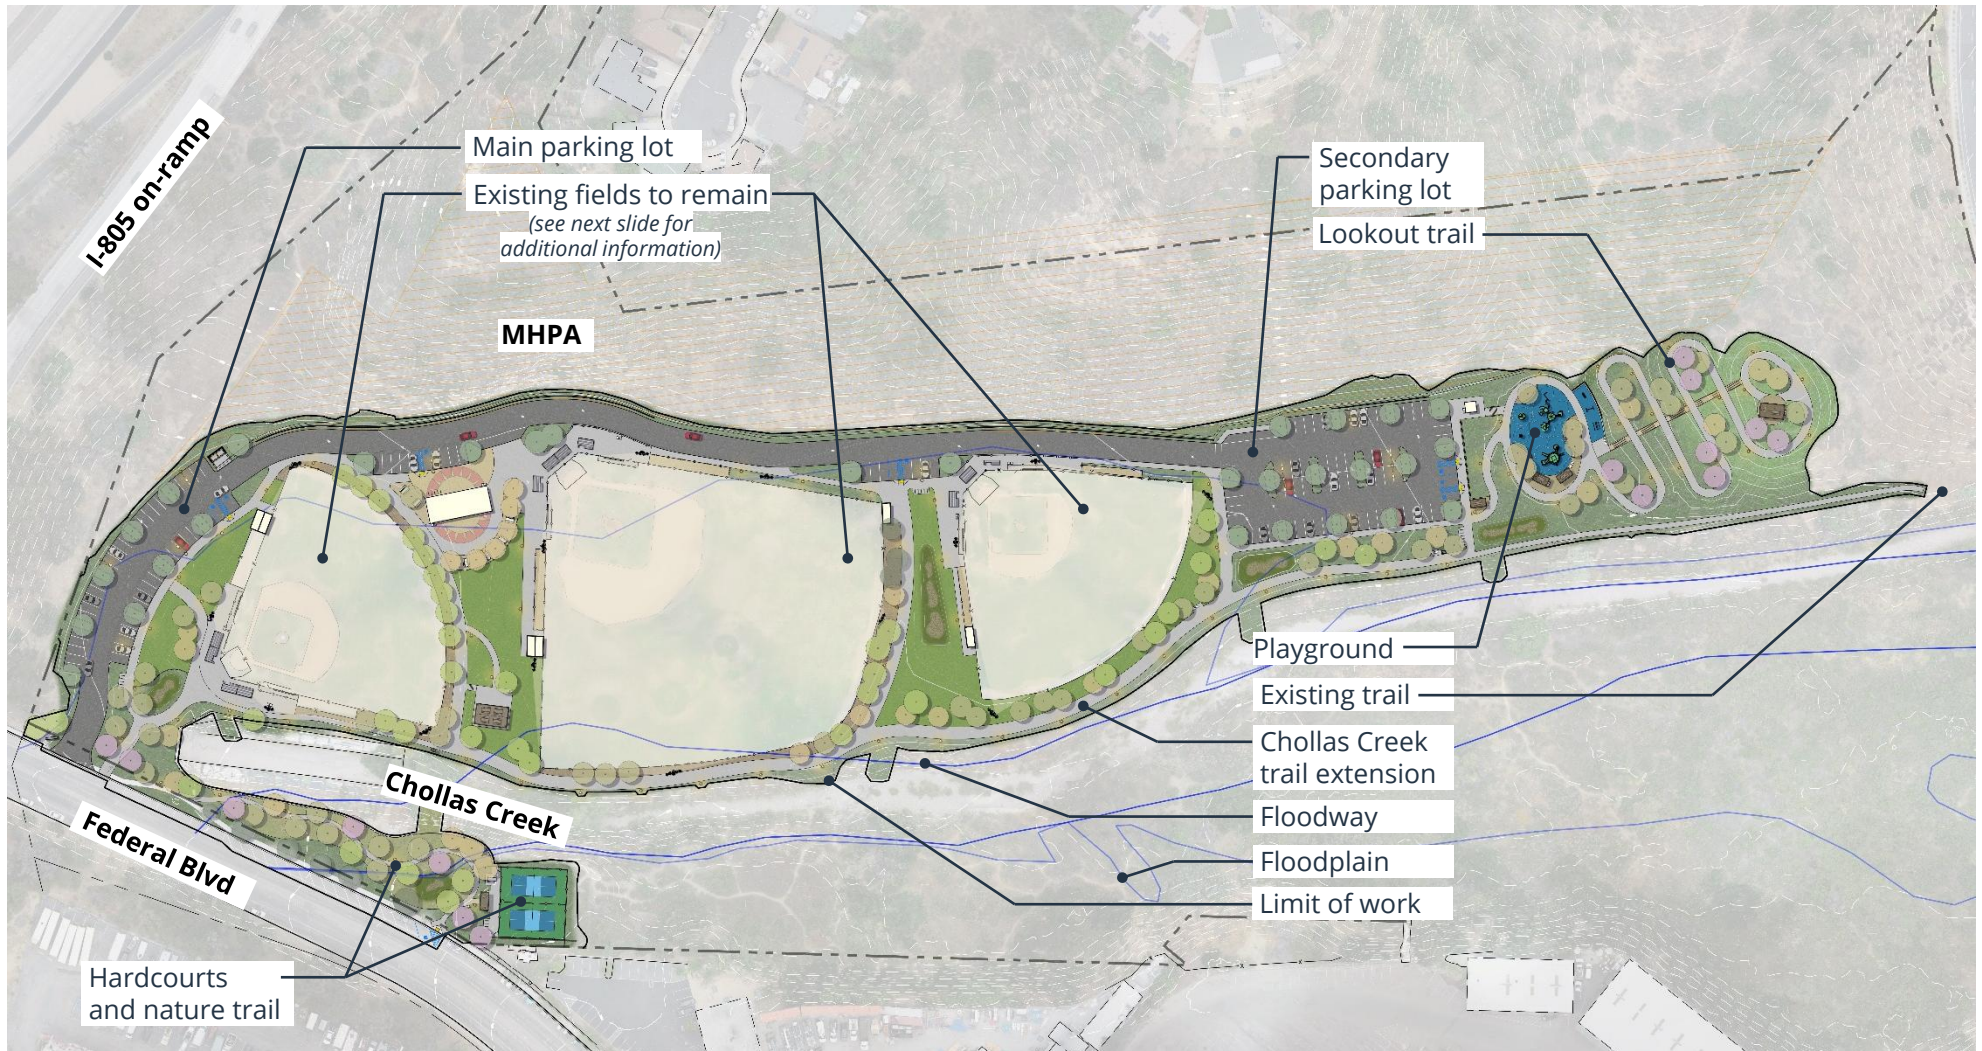 I-805 on-ramp
Main parking lot
Existing fields to remain
(see next slide for
additional information)
MHPA
Secondary
parking lot
Lookout trail
Playground
Existing trail
Chollas Creek
trail extension
Floodway
Floodplain
Limit of work
Chollas Creek
Federal Blvd
Hardcourts
and nature trail